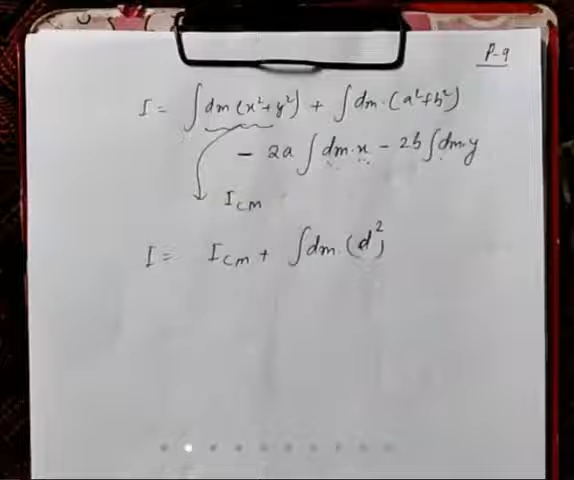 P-9
I = ∫dm(x²+y²) + ∫dm·(a²+b²)
- 2a ∫dm·x - 2b∫dm·y
I_CM
I = I_CM + ∫dm·(d²)